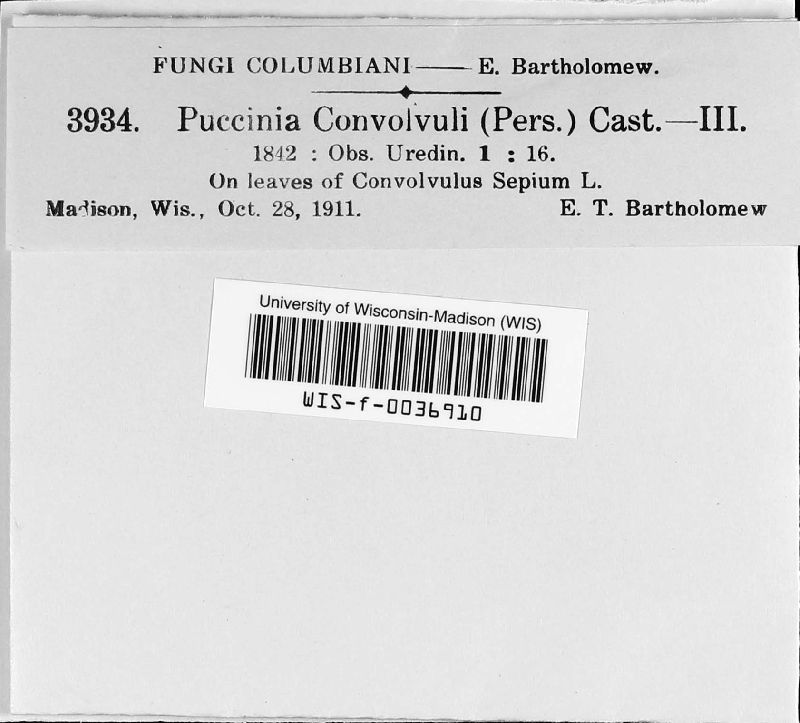 FUNGI COLUMBIANI—— E. Bartholomew.
3934. Puccinia Convolvuli (Pers.) Cast.—III.
1842 : Obs. Uredin. 1 : 16.
On leaves of Convolvulus Sepium L.
Madison, Wis., Oct. 28, 1911. E. T. Bartholomew
University of Wisconsin-Madison (WIS)
WIS-f-0036910